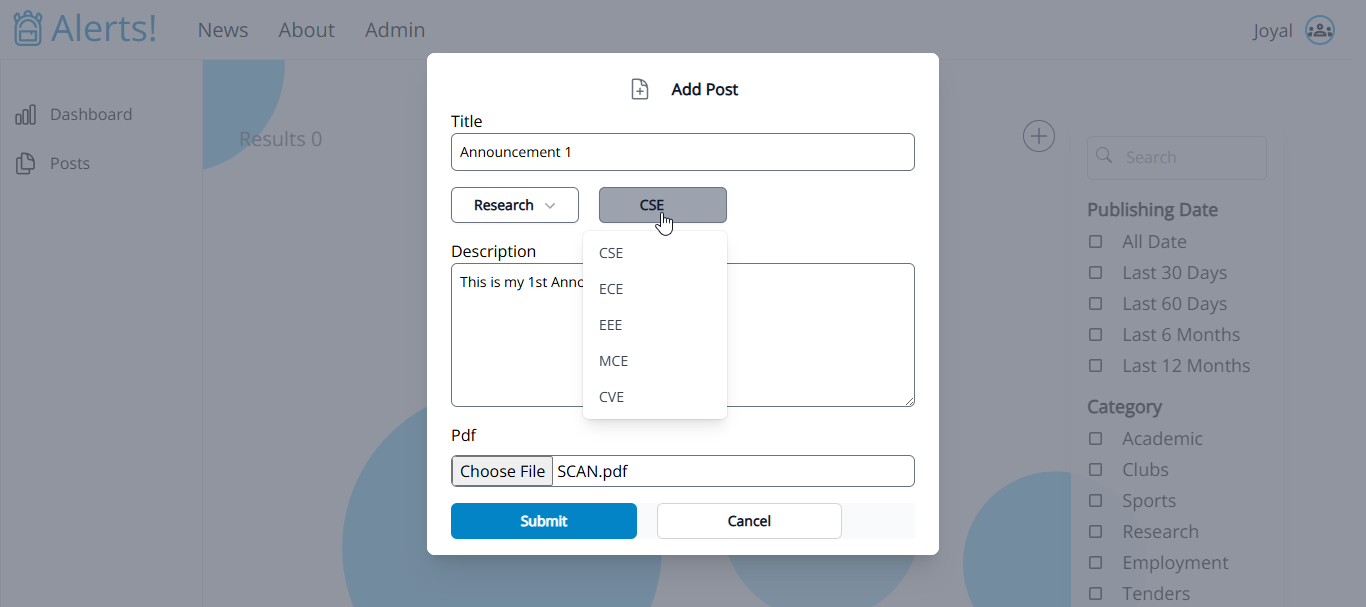 Alerts! News About Admin Joyal
Dashboard
Posts
Results 0
Add Post
Title
Announcement 1
Research CSE
CSE
ECE
EEE
MCE
CVE
Description
This is my 1st Anno
Pdf
Choose File SCAN.pdf
Submit Cancel
Search
Publishing Date
All Date
Last 30 Days
Last 60 Days
Last 6 Months
Last 12 Months
Category
Academic
Clubs
Sports
Research
Employment
Tenders